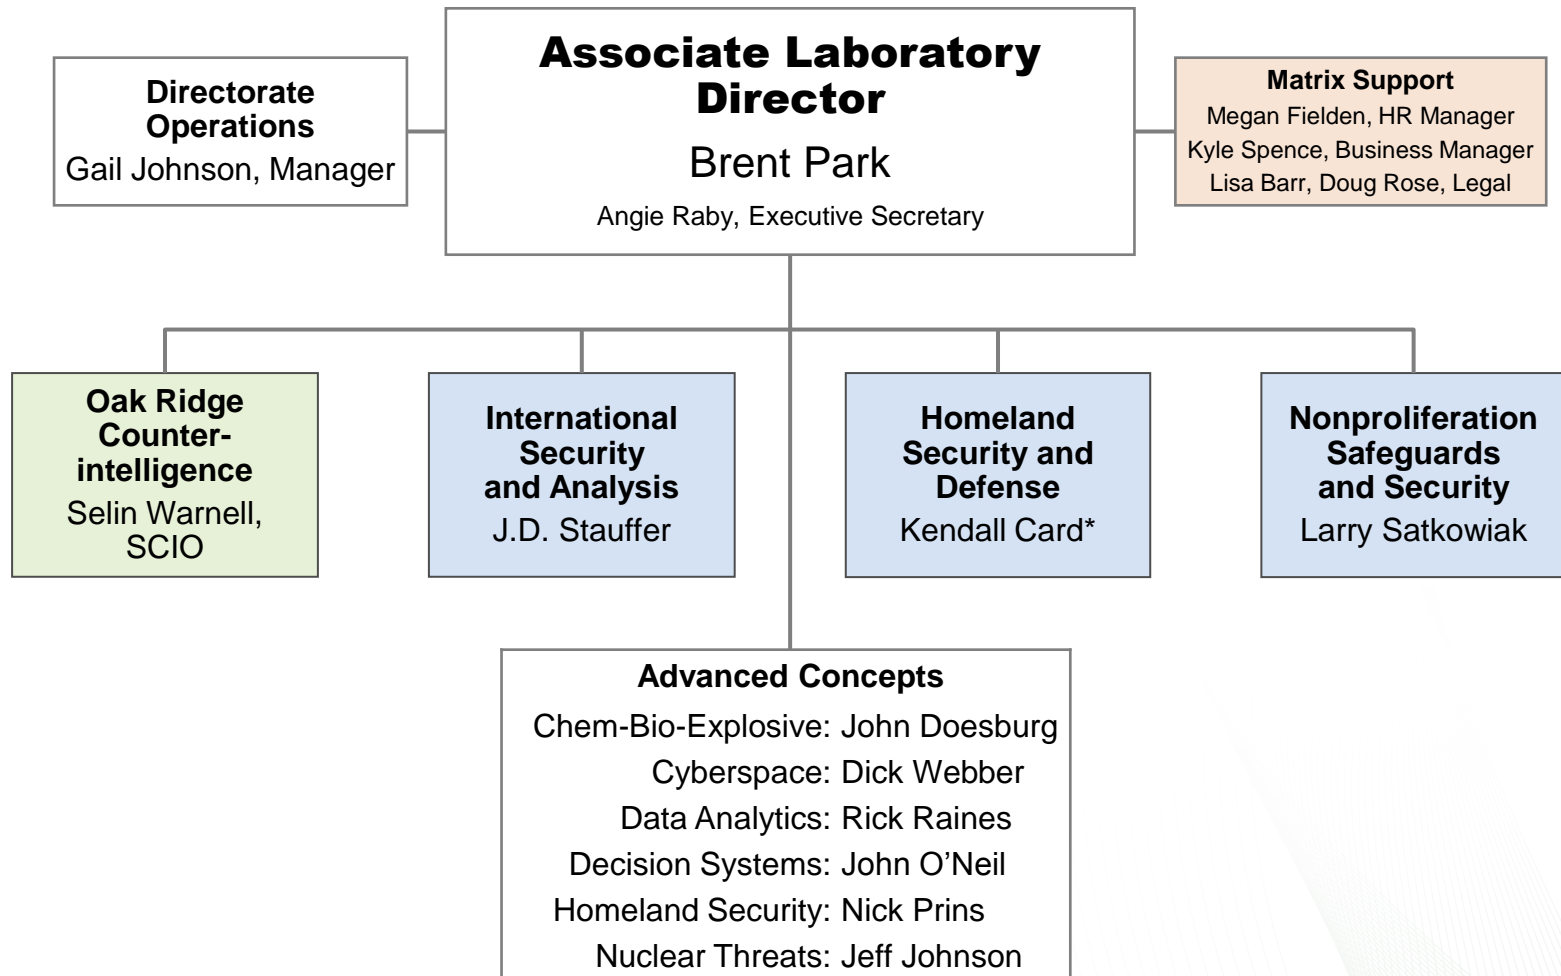 Associate Laboratory
Director
Brent Park
Angie Raby, Executive Secretary
Directorate
Operations
Gail Johnson, Manager
Matrix Support
Megan Fielden, HR Manager
Kyle Spence, Business Manager
Lisa Barr, Doug Rose, Legal
Oak Ridge
Counter-
intelligence
Selin Warnell,
SCIO
International
Security
and Analysis
J.D. Stauffer
Homeland
Security and
Defense
Kendall Card*
Nonproliferation
Safeguards
and Security
Larry Satkowiak
Advanced Concepts
Chem-Bio-Explosive: John Doesburg
Cyberspace: Dick Webber
Data Analytics: Rick Raines
Decision Systems: John O’Neil
Homeland Security: Nick Prins
Nuclear Threats: Jeff Johnson